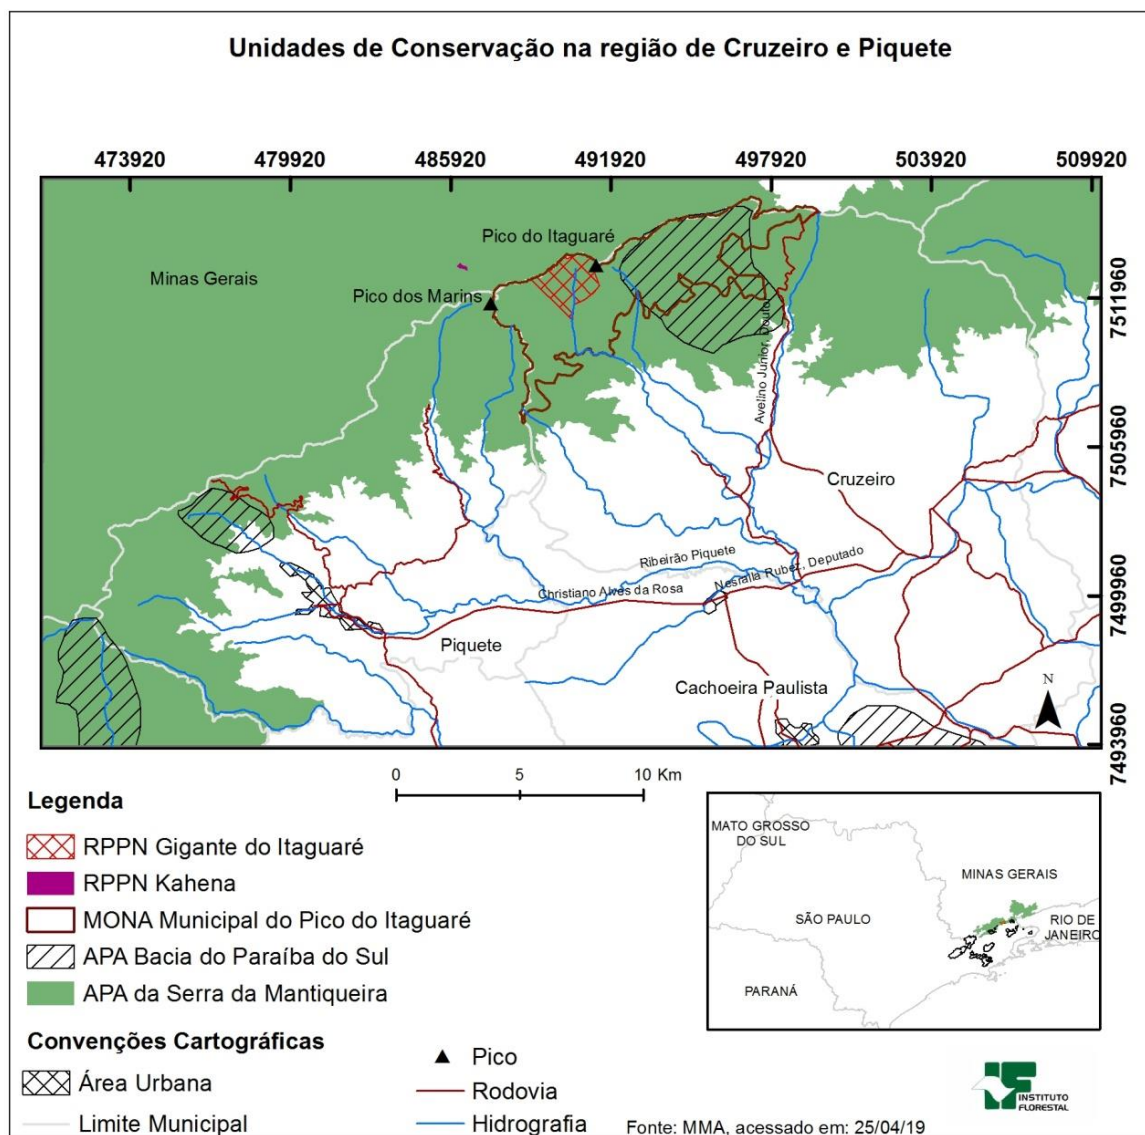 Unidades de Conservação na região de Cruzeiro e Piquete
473920 479920 485920 491920 497920 503920 509920
Pico do Itaguaré
Minas Gerais
Pico dos Marins
7511960
Avelino Junior, Doutor
7505960
Cruzeiro
Ribeirão Piquete
Nesralla Rubez, Deputado
Christiano Alves da Rosa
7499960
Piquete
Cachoeira Paulista
N
7493960
0 5 10 Km
Legenda
RPPN Gigante do Itaguaré
RPPN Kahena
MONA Municipal do Pico do Itaguaré
APA Bacia do Paraíba do Sul
APA da Serra da Mantiqueira
MATO GROSSO
DO SUL
MINAS GERAIS
SÃO PAULO
RIO DE
JANEIRO
PARANÁ
Convenções Cartográficas
Área Urbana
Limite Municipal
Pico
Rodovia
Hidrografia
INSTITUTO
FLORESTAL
Fonte: MMA, acessado em: 25/04/19